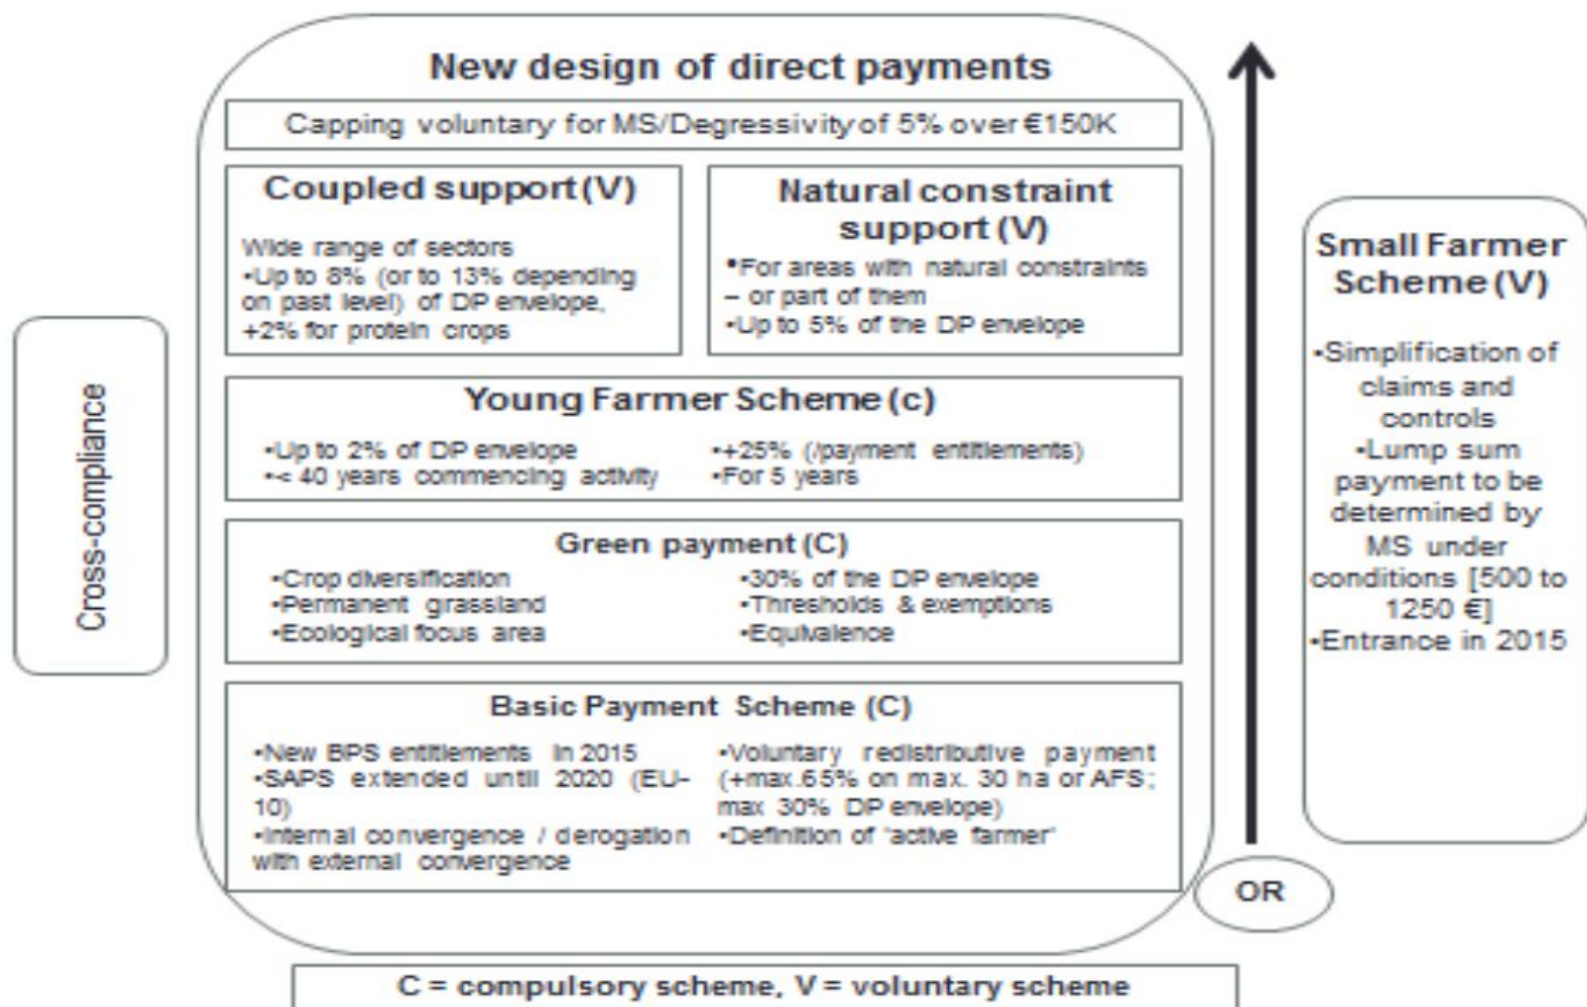 New design of direct payments
Capping voluntary for MS/Degressivity of 5% over €150K
Coupled support (V)
Wide range of sectors
•Up to 8% (or to 13% depending
on past level) of DP envelope,
+2% for protein crops
Natural constraint
support (V)
•For areas with natural constraints
– or part of them
•Up to 5% of the DP envelope
Young Farmer Scheme (c)
•Up to 2% of DP envelope
•< 40 years commencing activity
•+25% (/payment entitlements)
•For 5 years
Green payment (C)
•Crop diversification
•Permanent grassland
•Ecological focus area
•30% of the DP envelope
•Thresholds & exemptions
•Equivalence
Basic Payment Scheme (C)
•New BPS entitlements in 2015
•SAPS extended until 2020 (EU-
10)
•Internal convergence / derogation
with external convergence
•Voluntary redistributive payment
(+max.65% on max. 30 ha or AFS;
max 30% DP envelope)
•Definition of "active farmer"
Cross-compliance
OR
Small Farmer
Scheme (V)
•Simplification of
claims and
controls
•Lump sum
payment to be
determined by
MS under
conditions [500 to
1250 €]
•Entrance in 2015
C = compulsory scheme, V = voluntary scheme